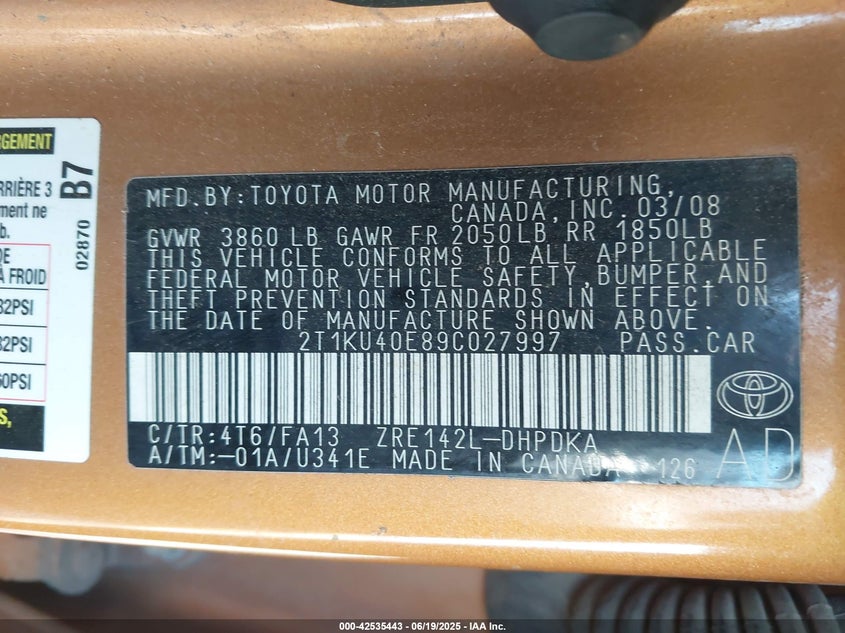 RGEMENT
RRIÈRE 3
ment ne
b.
DE
À FROID
32PSI
32PSI
60PSI
S,
B7
02870
MFD.BY:TOYOTA MOTOR MANUFACTURING,
CANADA,INC. 03/08
GVWR 3860LB GAWR FR 2050LB RR 1850LB
THIS VEHICLE CONFORMS TO ALL APPLICABLE
FEDERAL MOTOR VEHICLE SAFETY,BUMPER,AND
THEFT PREVENTION STANDARDS IN EFFECT ON
THE DATE OF MANUFACTURE SHOWN ABOVE.
2T1KU40E89C027997 PASS.CAR
C/TR:4T6/FA13 ZRE142L-DHPDKA
A/TM:-01A/U341E MADE IN CANADA 126
AD
000-42535443 / 06/19/2025 - IAA Inc.